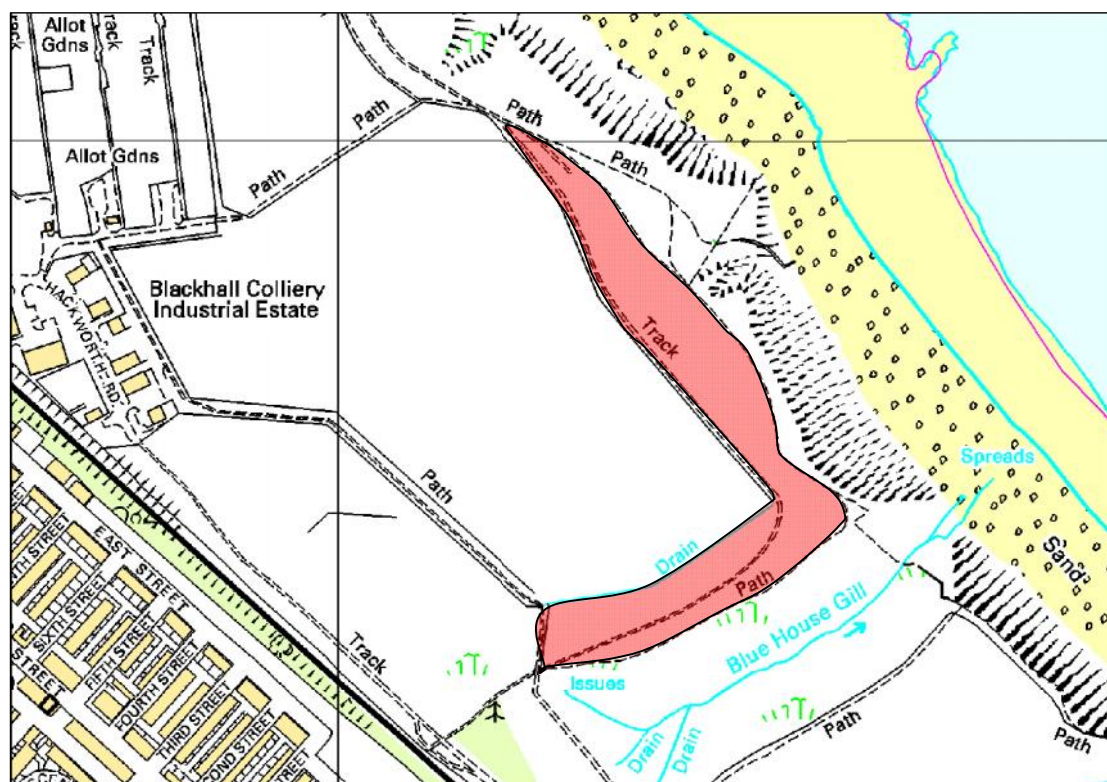 Allot
Gdns
Track
Track
Allot Gdns
Path
Path
Path
Path
Blackhall Colliery
Industrial Estate
HACKWORTH RD
Track
Path
Spreads
Sand
Drain
Path
Blue House Gill
Issues
Drain
Drain
Path
Path
Track
EAST
STREET
SIXTH STREET
FIFTH STREET
FOURTH STREET
THIRD STREET
STREET